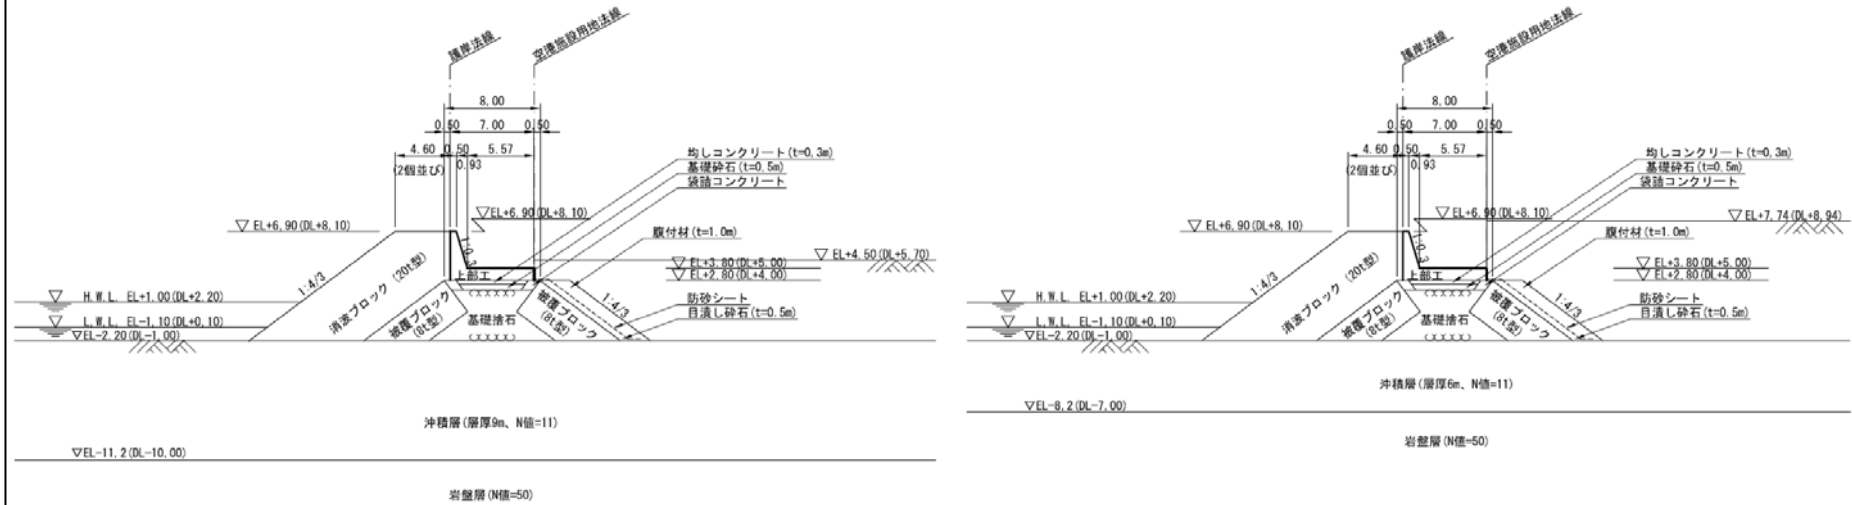 護岸法線
空港施設用地法線
8.00
0.50 7.00 0.50
4.60 0.50 5.57
(2個並び) 0.93
均しコンクリート(t=0.3m)
基礎砕石(t=0.5m)
袋詰コンクリート
▽EL+6.90(DL+8.10)
▽EL+6.90(DL+8.10)
腹付材(t=1.0m)
▽EL+4.50(DL+5.70)
▽EL+3.80(DL+5.00)
▽EL+2.80(DL+4.00)
1:0.3
上部工
1:4/3
消波ブロック(20t型)
被覆ブロック
(8t型)
基礎捨石
被覆ブロック
(8t型)
1:4/3
防砂シート
目潰し砕石(t=0.5m)
▽ H.W.L. EL+1.00(DL+2.20)
▽ L.W.L. EL-1.10(DL+0.10)
▽EL-2.20(DL-1.00)
沖積層(層厚9m、N値=11)
▽EL-11.2(DL-10.00)
岩盤層(N値=50)
護岸法線
空港施設用地法線
8.00
0.50 7.00 0.50
4.60 0.50 5.57
(2個並び) 0.93
均しコンクリート(t=0.3m)
基礎砕石(t=0.5m)
袋詰コンクリート
▽EL+6.90(DL+8.10)
▽EL+6.90(DL+8.10)
▽EL+7.74(DL+8.94)
腹付材(t=1.0m)
▽EL+3.80(DL+5.00)
▽EL+2.80(DL+4.00)
1:0.3
上部工
1:4/3
消波ブロック(20t型)
被覆ブロック
(8t型)
基礎捨石
被覆ブロック
(8t型)
1:4/3
防砂シート
目潰し砕石(t=0.5m)
▽ H.W.L. EL+1.00(DL+2.20)
▽ L.W.L. EL-1.10(DL+0.10)
▽EL-2.20(DL-1.00)
沖積層(層厚6m、N値=11)
▽EL-8.2(DL-7.00)
岩盤層(N値=50)